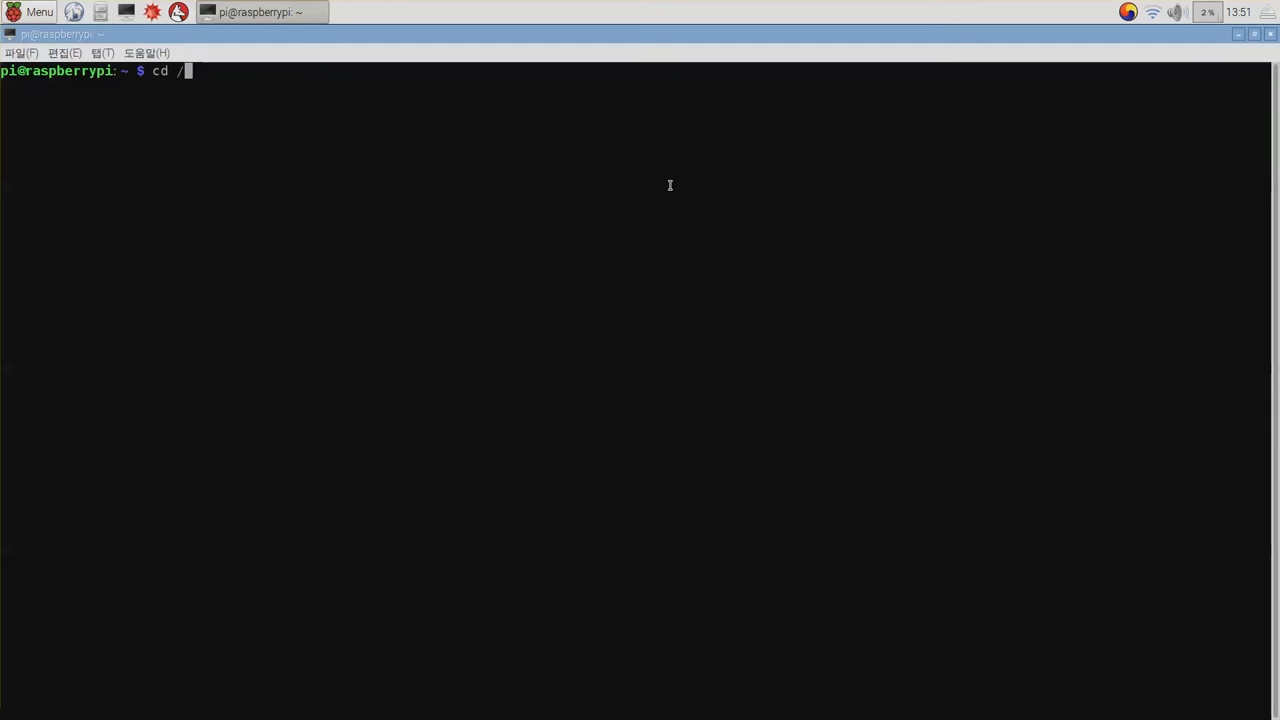 Menu pi@raspberrypi: ~ 2 % 13:51
pi@raspberrypi: ~
파일(F) 편집(E) 탭(T) 도움말(H)
pi@raspberrypi:~ $ cd /